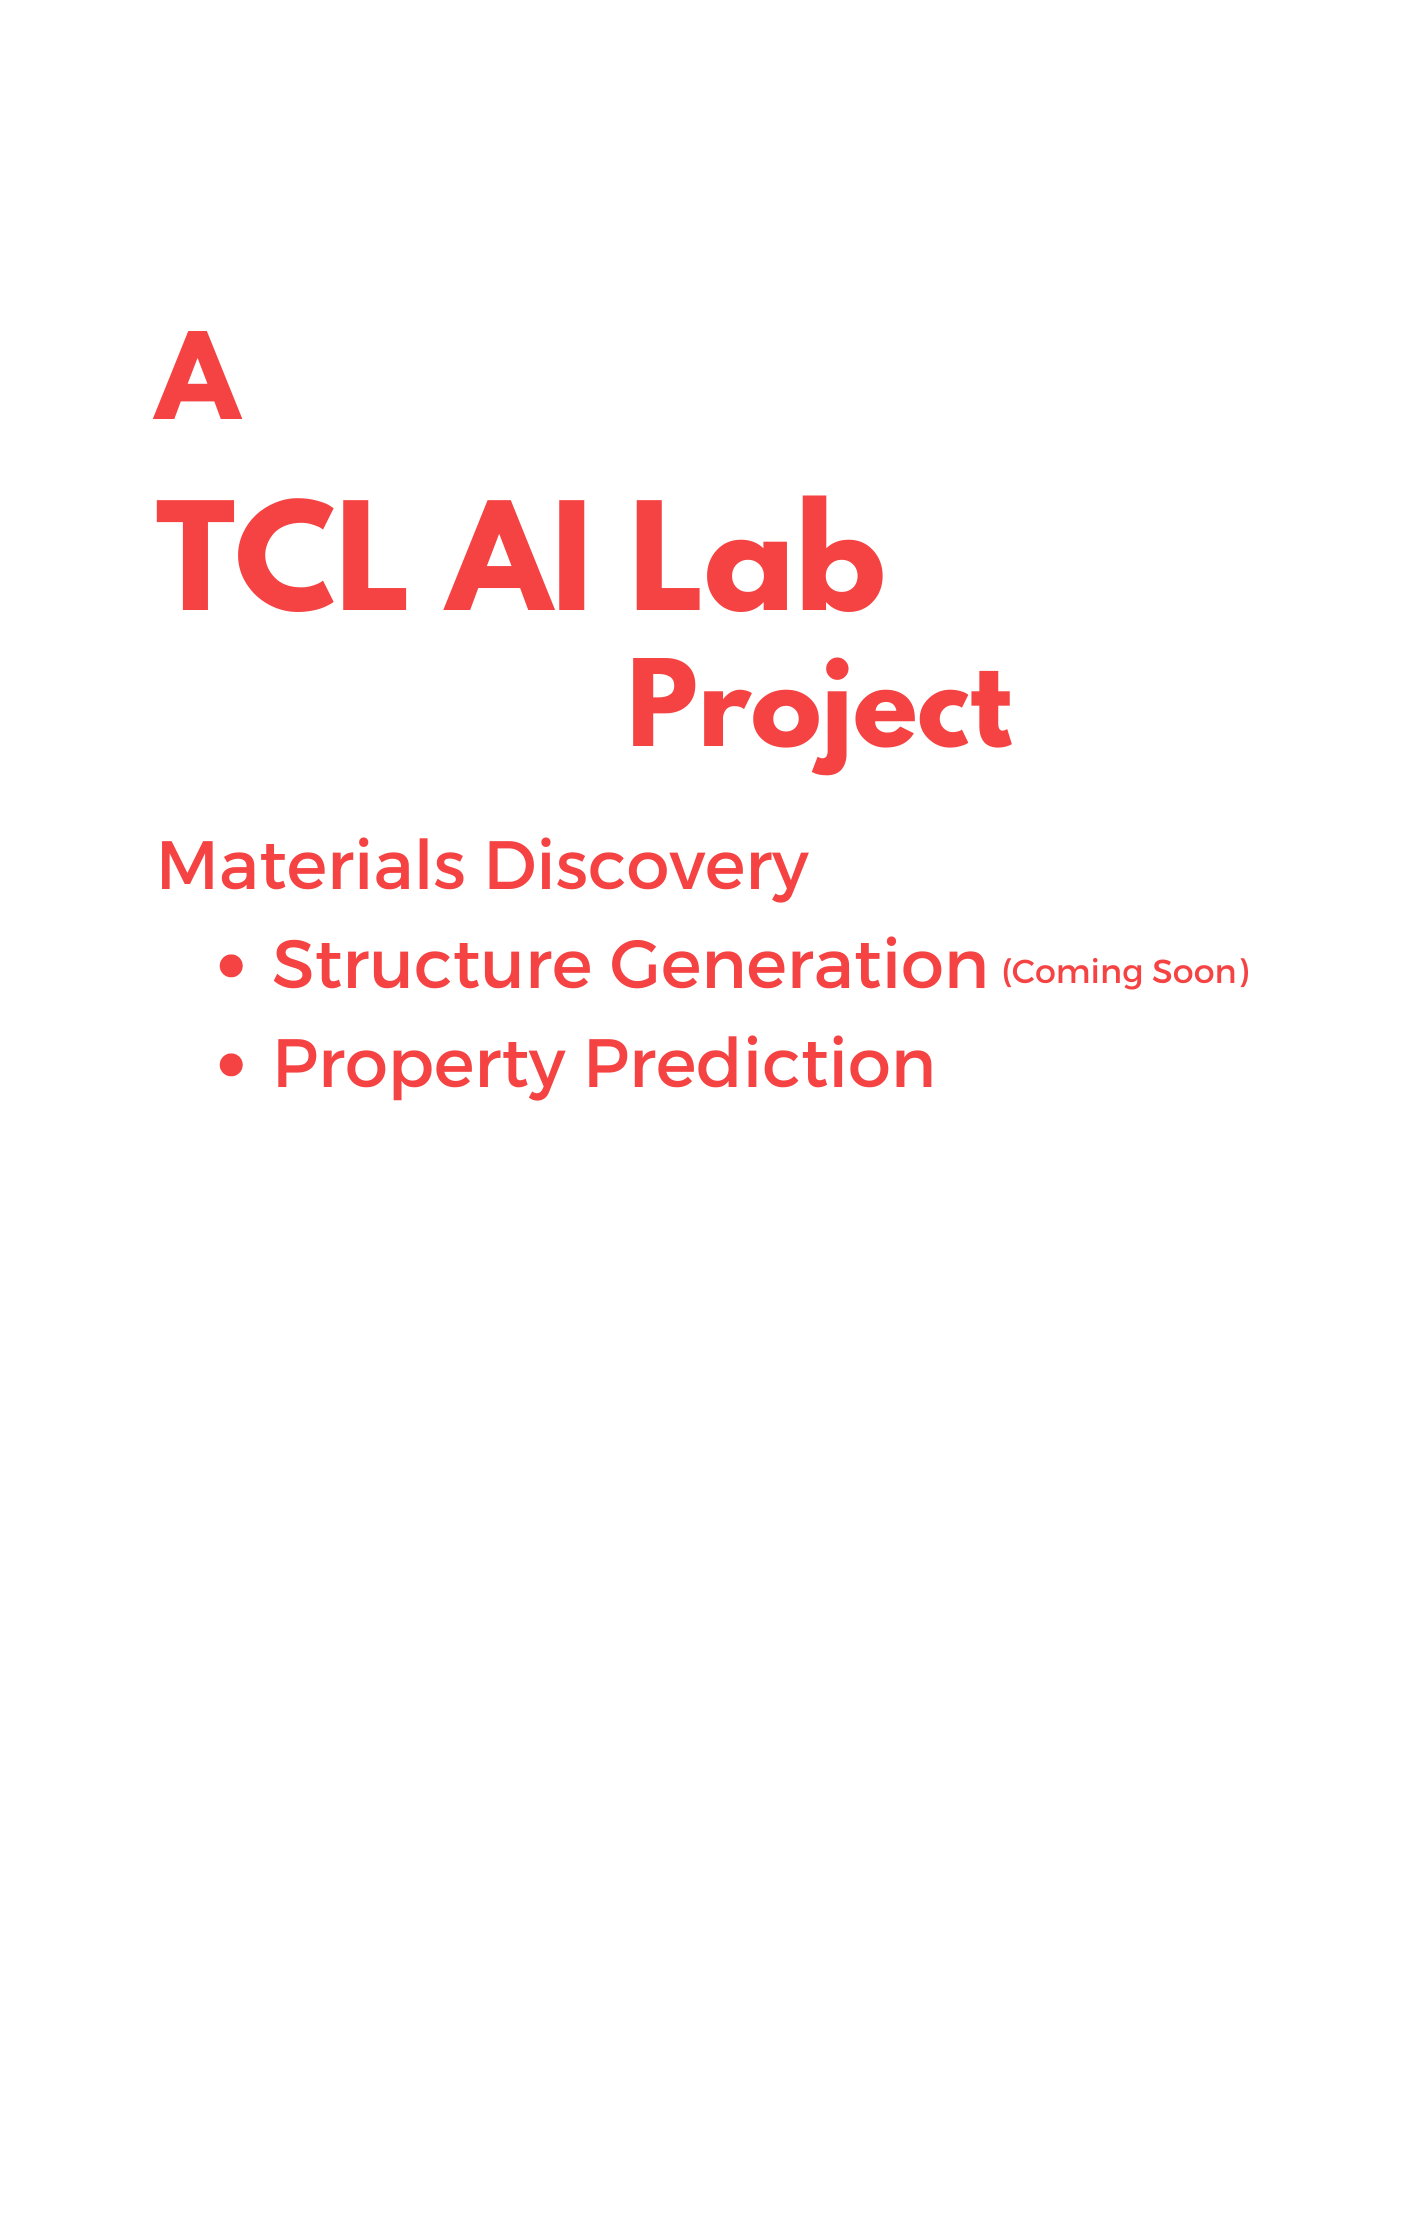 A
TCL AI Lab
Project
Materials Discovery
• Structure Generation (Coming Soon)
• Property Prediction